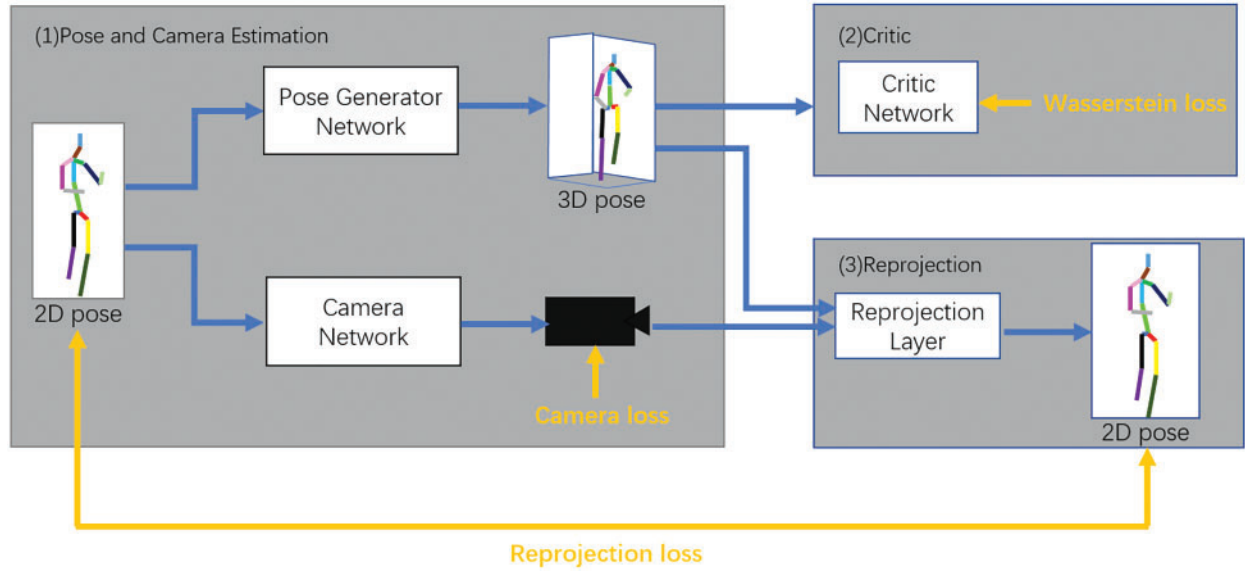 (1)Pose and Camera Estimation
Pose Generator
Network
2D pose
3D pose
Camera
Network
Camera loss
(2)Critic
Critic
Network
Wasserstein loss
(3)Reprojection
Reprojection
Layer
2D pose
Reprojection loss